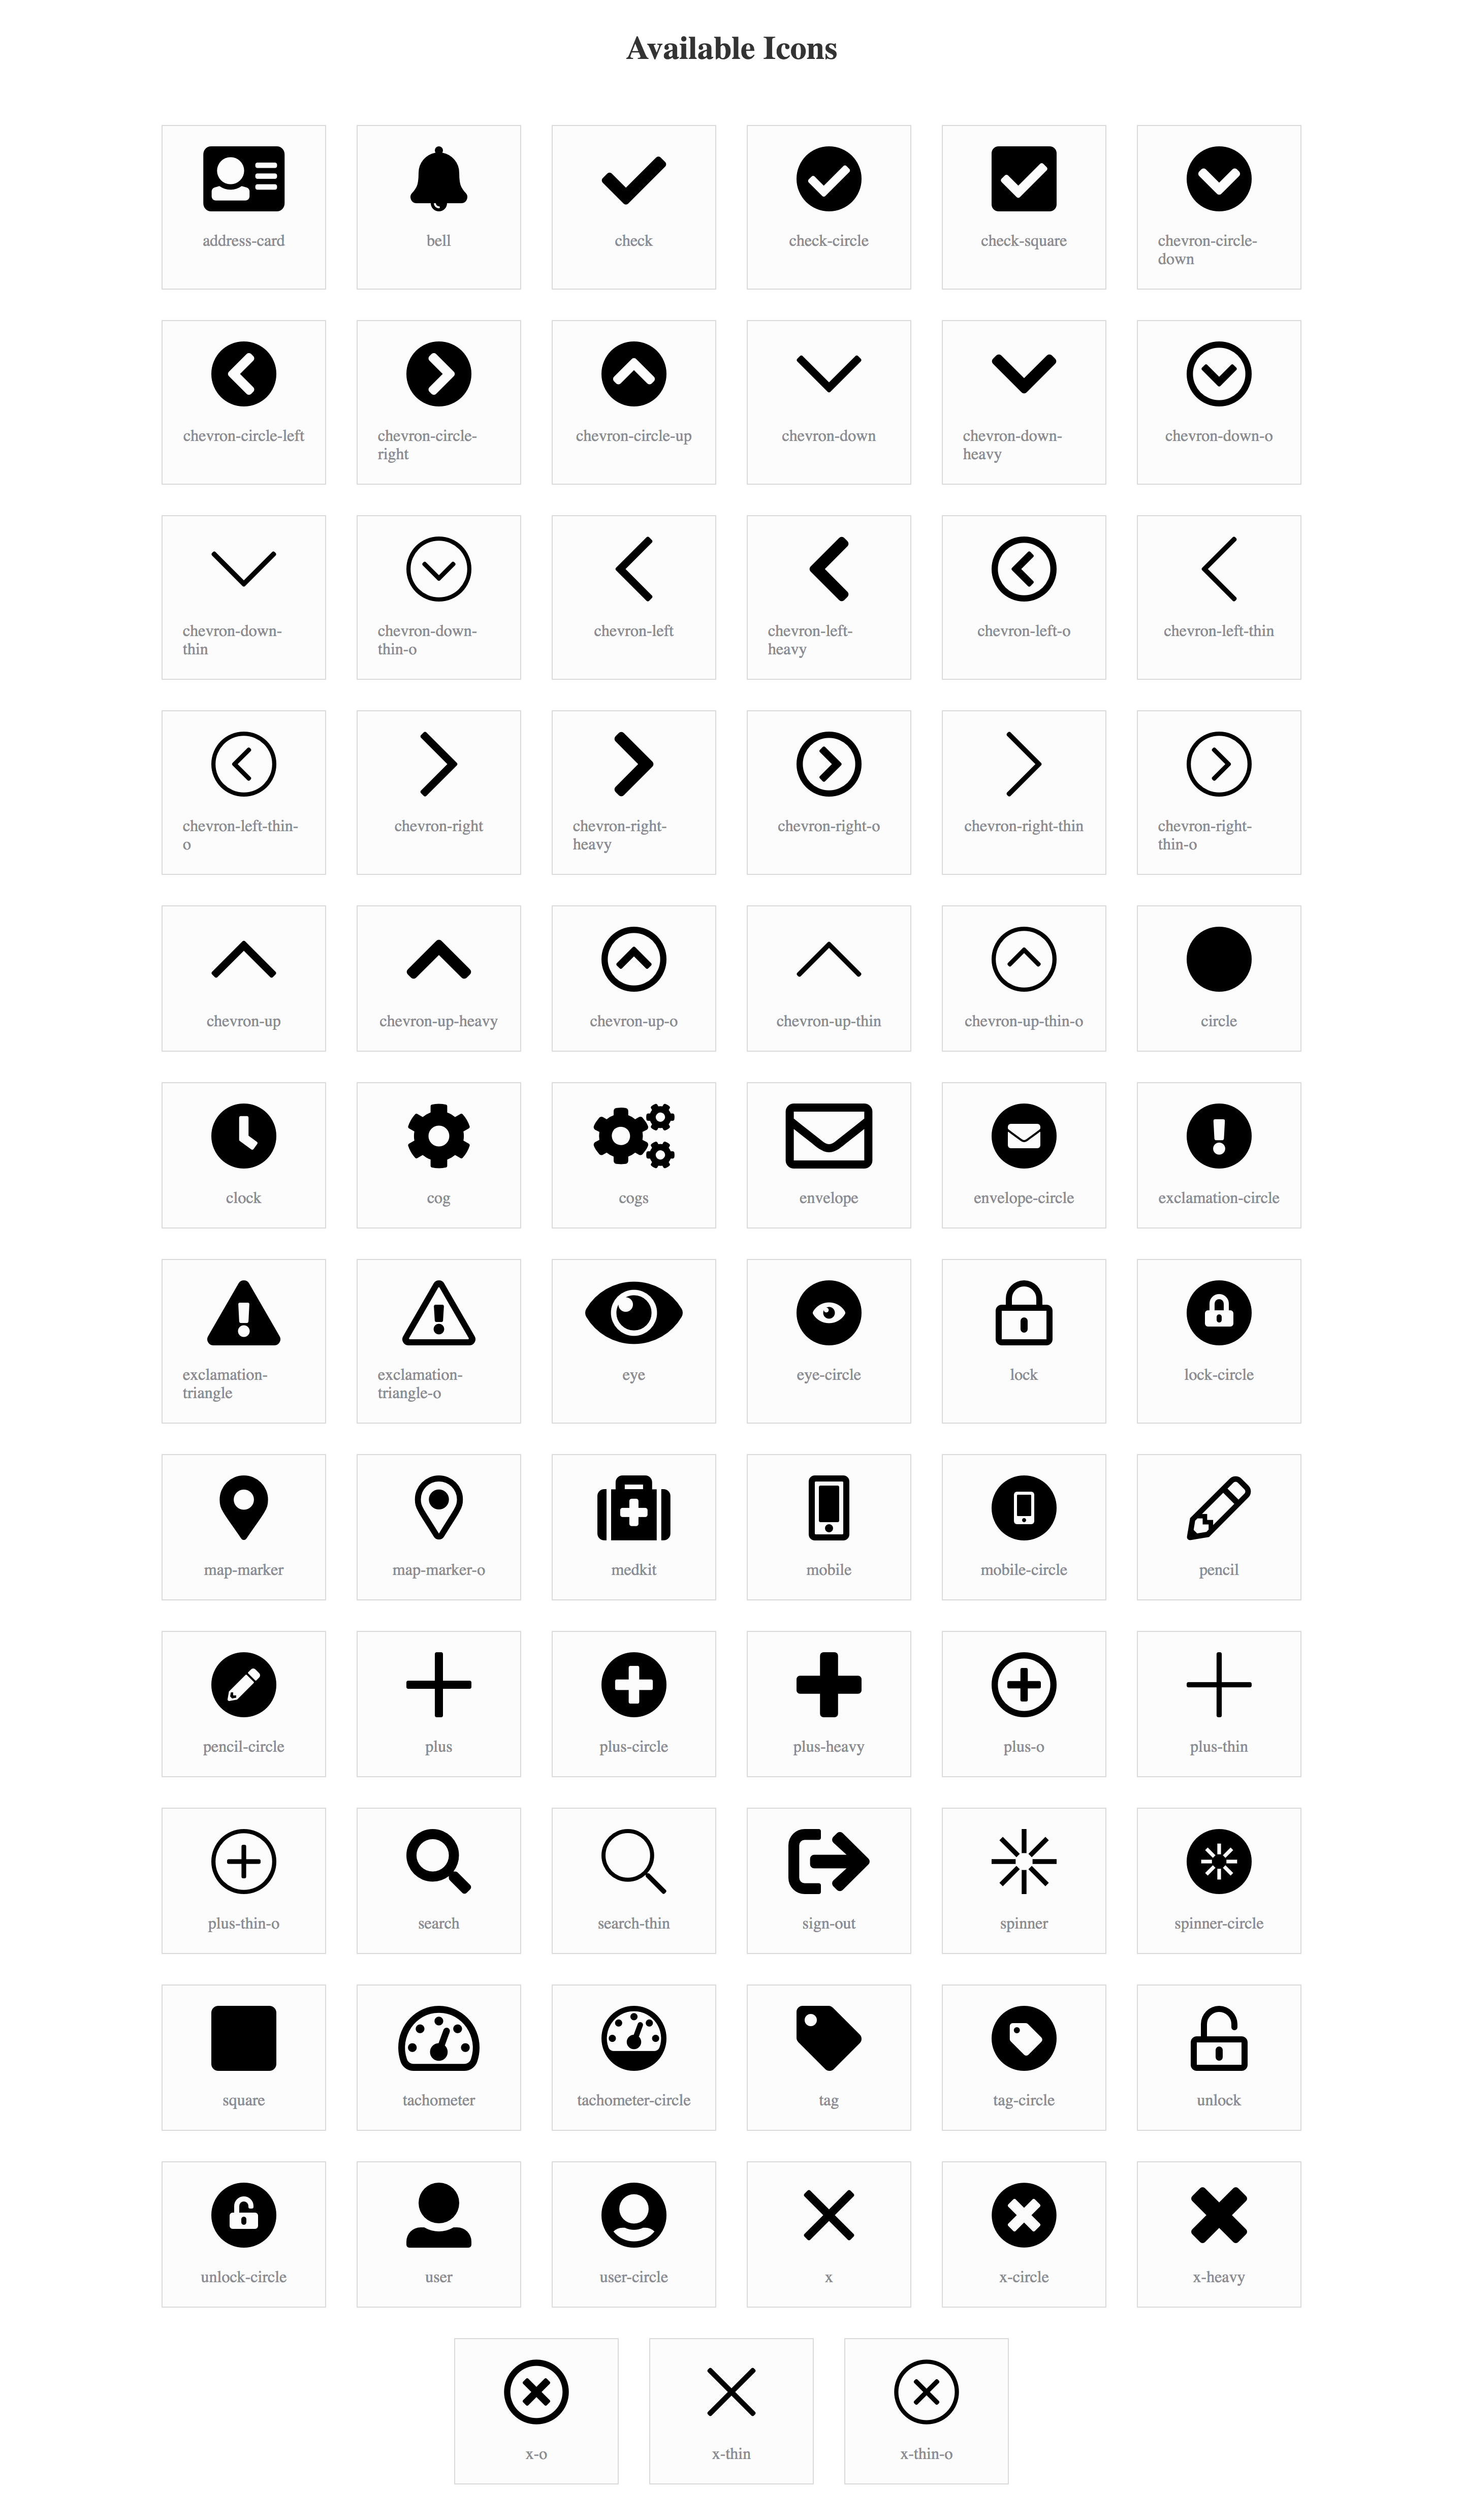 Available Icons
address-card
bell
check
check-circle
check-square
chevron-circle-
down
chevron-circle-left
chevron-circle-
right
chevron-circle-up
chevron-down
chevron-down-
heavy
chevron-down-o
chevron-down-
thin
chevron-down-
thin-o
chevron-left
chevron-left-
heavy
chevron-left-o
chevron-left-thin
chevron-left-thin-
o
chevron-right
chevron-right-
heavy
chevron-right-o
chevron-right-thin
chevron-right-
thin-o
chevron-up
chevron-up-heavy
chevron-up-o
chevron-up-thin
chevron-up-thin-o
circle
clock
cog
cogs
envelope
envelope-circle
exclamation-circle
exclamation-
triangle
exclamation-
triangle-o
eye
eye-circle
lock
lock-circle
map-marker
map-marker-o
medkit
mobile
mobile-circle
pencil
pencil-circle
plus
plus-circle
plus-heavy
plus-o
plus-thin
plus-thin-o
search
search-thin
sign-out
spinner
spinner-circle
square
tachometer
tachometer-circle
tag
tag-circle
unlock
unlock-circle
user
user-circle
x
x-circle
x-heavy
x-o
x-thin
x-thin-o